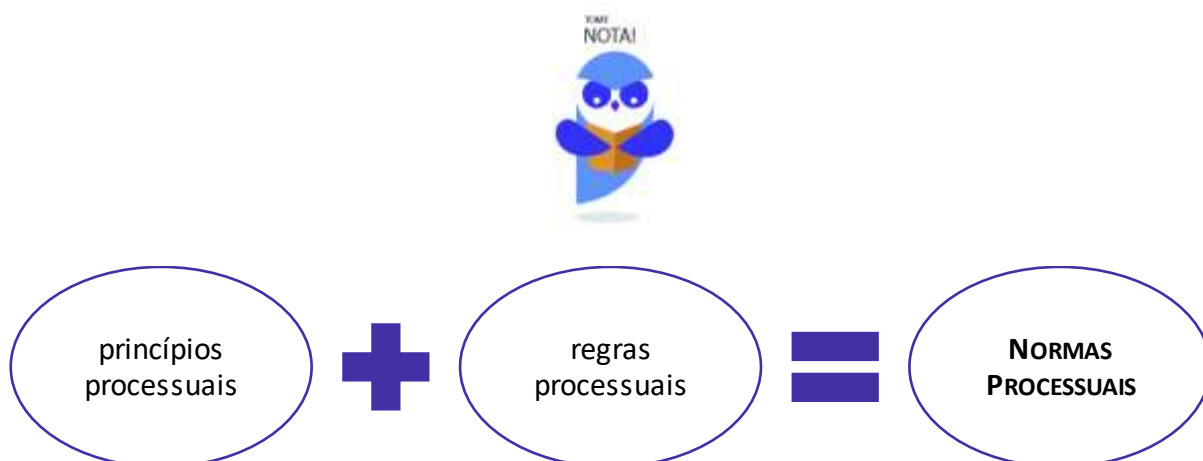 TOME
NOTA!
princípios
processuais
regras
processuais
NORMAS
PROCESSUAIS